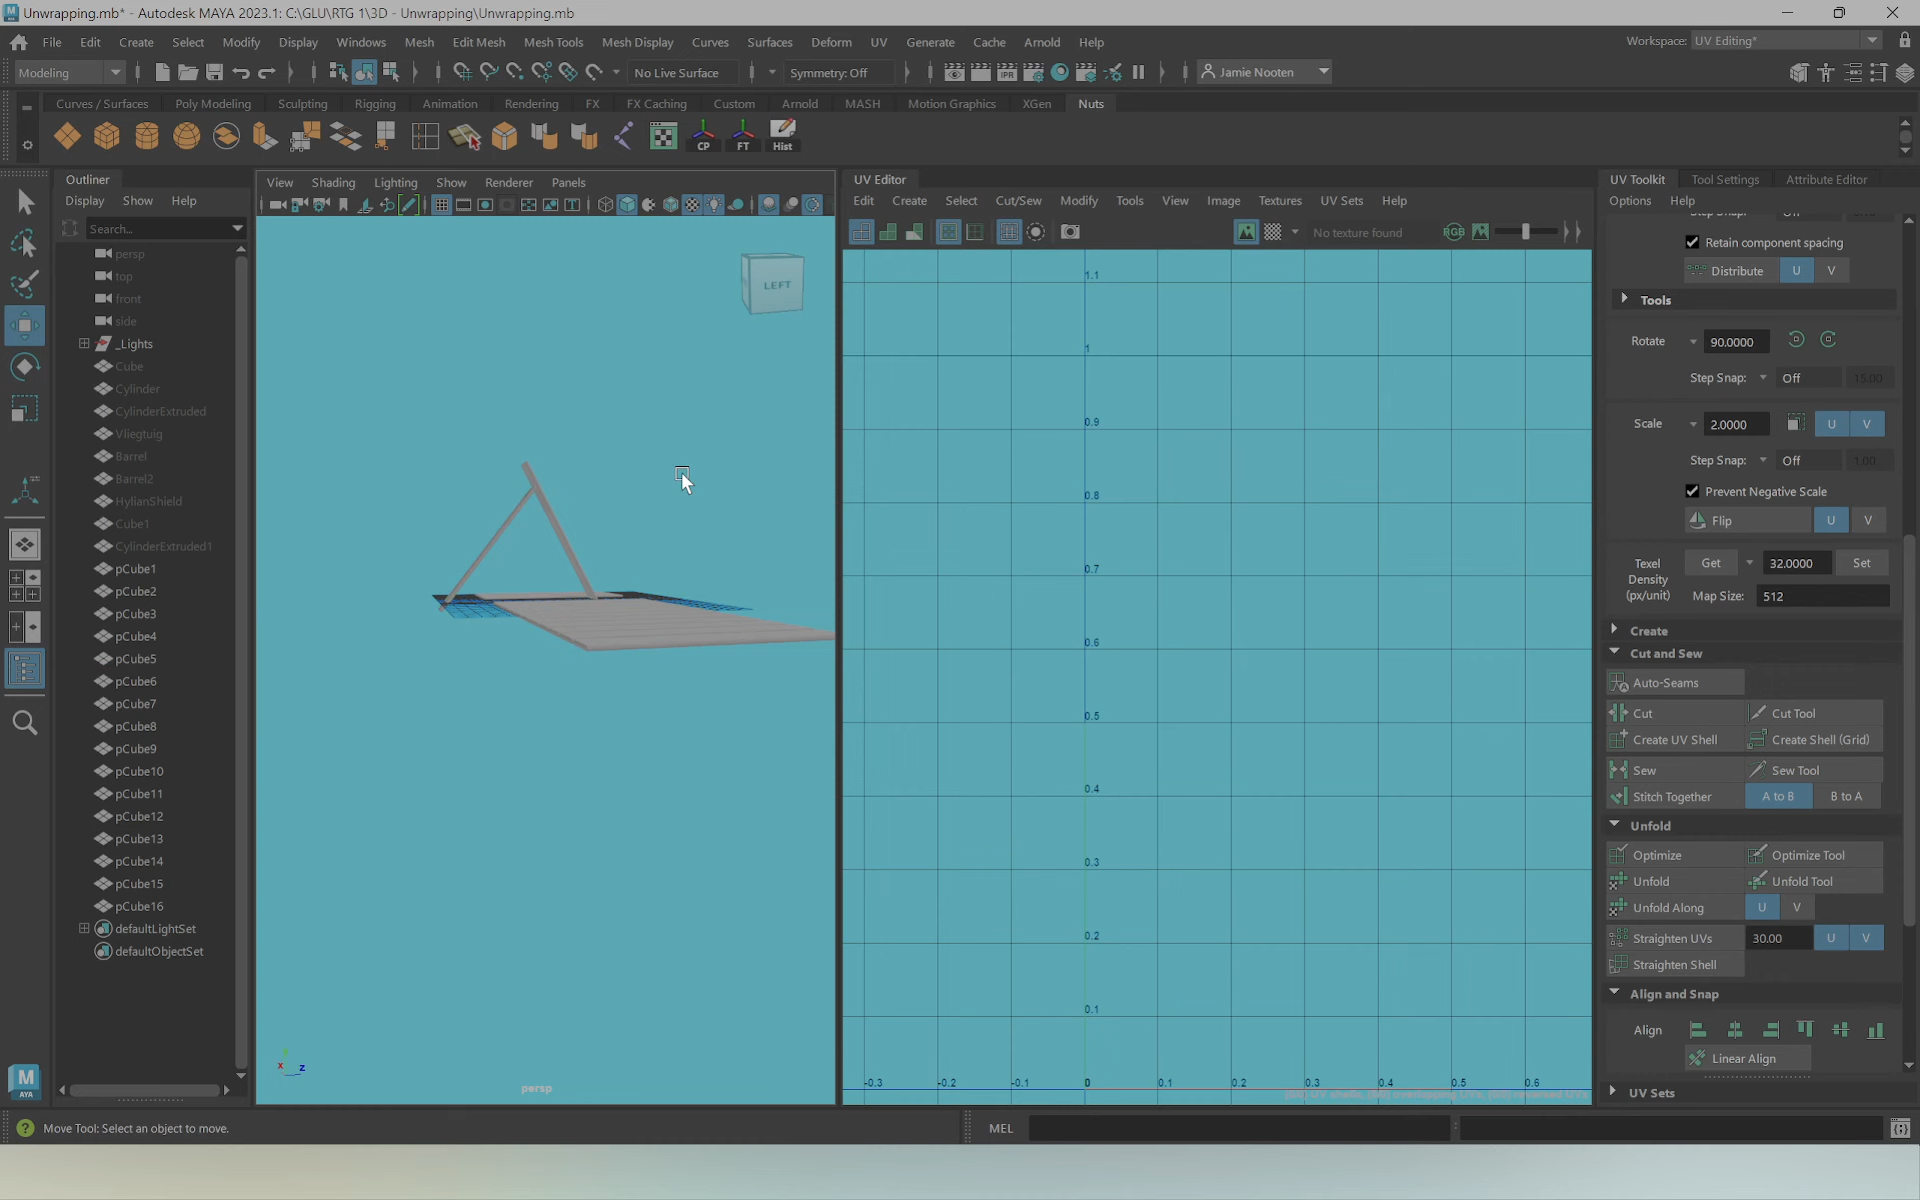 Unwrapping.mb* - Autodesk MAYA 2023.1: C:\GLU\RTG 1\3D - Unwrapping\Unwrapping.mb
File Edit Create Select Modify Display Windows Mesh Edit Mesh Mesh Tools Mesh Display Curves Surfaces Deform UV Generate Cache Arnold Help
Workspace: UV Editing*
Modeling
No Live Surface
Symmetry: Off
IPR
Jamie Nooten
Curves / Surfaces Poly Modeling Sculpting Rigging Animation Rendering FX FX Caching Custom Arnold MASH Motion Graphics XGen Nuts
CP FT Hist
Outliner
Display Show Help
Search...
persp
top
front
side
_Lights
Cube
Cylinder
CylinderExtruded
Vliegtuig
Barrel
Barrel2
HylianShield
Cube1
CylinderExtruded1
pCube1
pCube2
pCube3
pCube4
pCube5
pCube6
pCube7
pCube8
pCube9
pCube10
pCube11
pCube12
pCube13
pCube14
pCube15
pCube16
defaultLightSet
defaultObjectSet
View Shading Lighting Show Renderer Panels
LEFT
x z
persp
UV Editor
Edit Create Select Cut/Sew Modify Tools View Image Textures UV Sets Help
No texture found
RGB
1.1
1
0.9
0.8
0.7
0.6
0.5
0.4
0.3
0.2
0.1
-0.3 -0.2 -0.1 0 0.1 0.2 0.3 0.4 0.5 0.6
UV Toolkit Tool Settings Attribute Editor
Options Help
Retain component spacing
Distribute U V
Tools
Rotate 90.0000
Step Snap: Off 15.00
Scale 2.0000 U V
Step Snap: Off 1.00
Prevent Negative Scale
Flip U V
Texel Density (px/unit) Get 32.0000 Set
Map Size: 512
Create
Cut and Sew
Auto-Seams
Cut Cut Tool
Create UV Shell Create Shell (Grid)
Sew Sew Tool
Stitch Together A to B B to A
Unfold
Optimize Optimize Tool
Unfold Unfold Tool
Unfold Along U V
Straighten UVs 30.00 U V
Straighten Shell
Align and Snap
Align
Linear Align
UV Sets
M
AYA
Move Tool: Select an object to move.
MEL